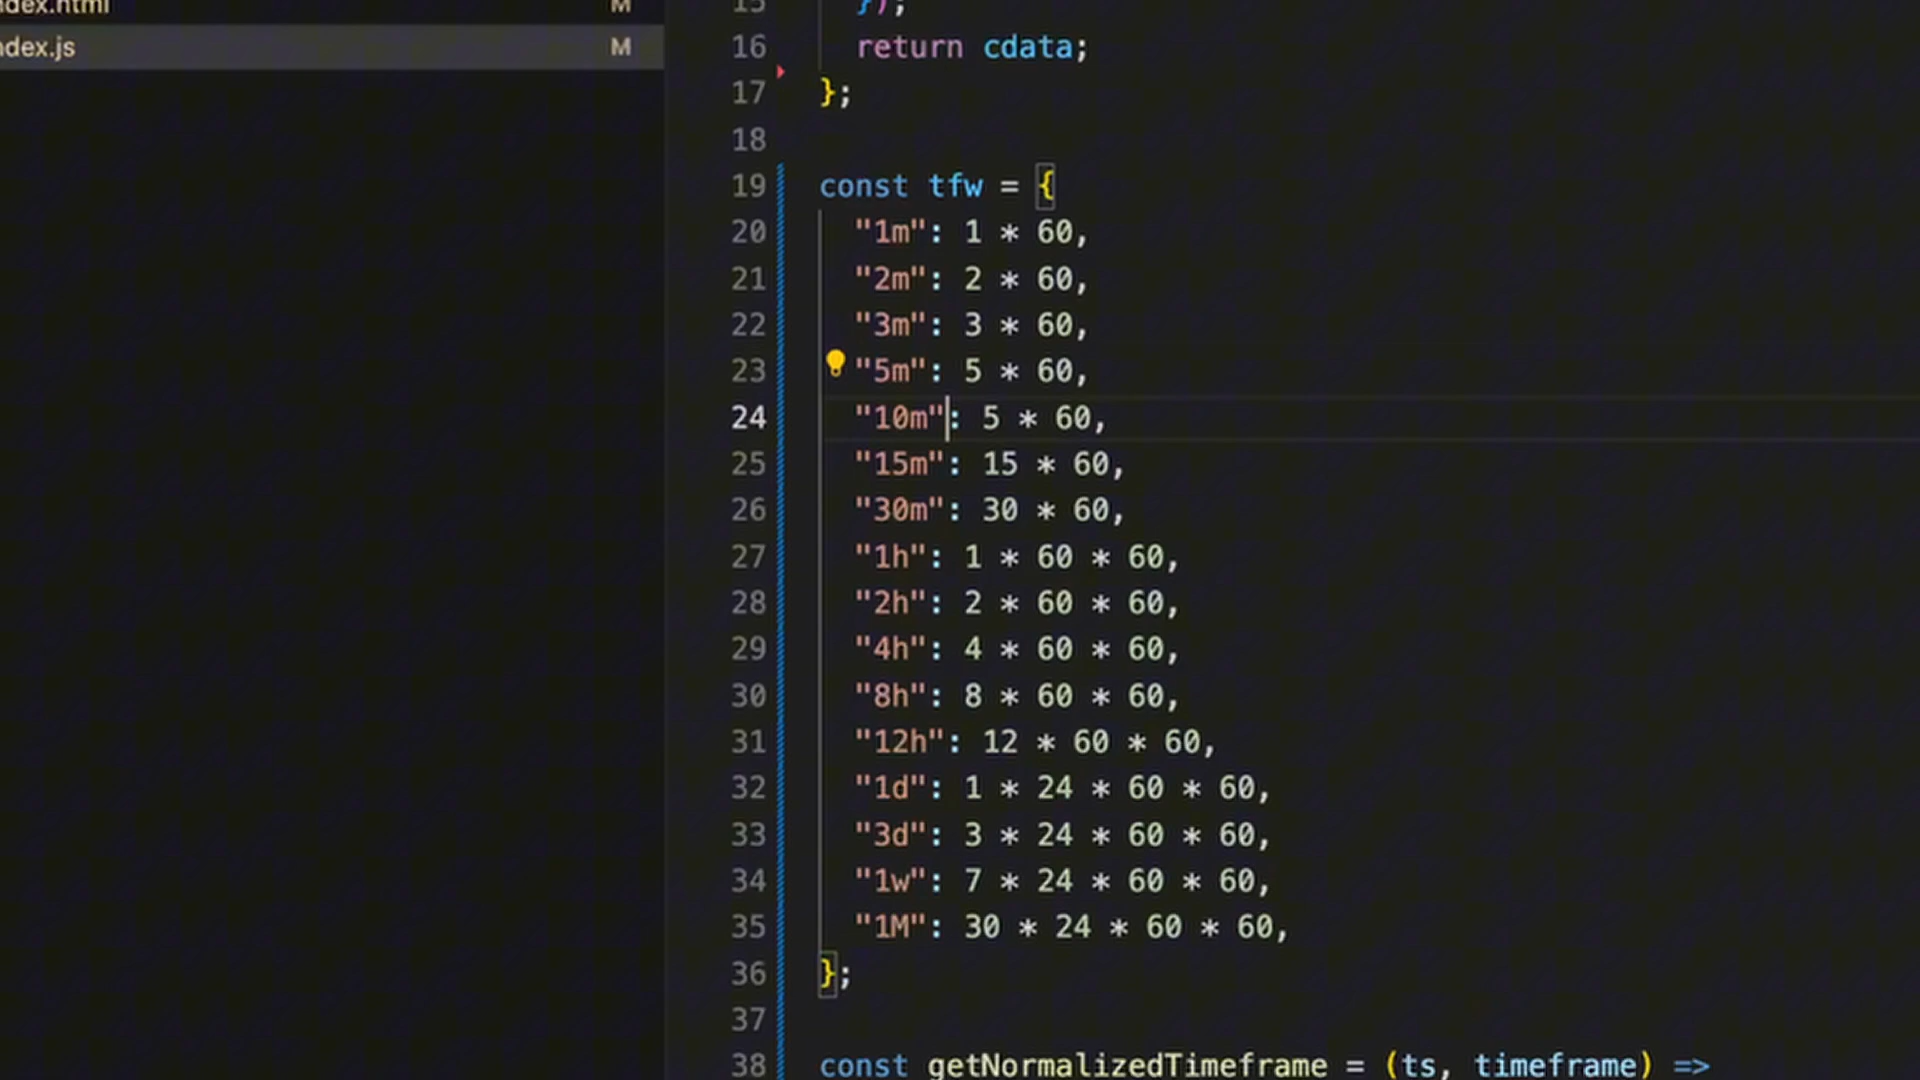 ndex.html M
ndex.js M
15 });
16 return cdata;
17 };
18
19 const tfw = {
20 "1m": 1 * 60,
21 "2m": 2 * 60,
22 "3m": 3 * 60,
23 "5m": 5 * 60,
24 "10m": 5 * 60,
25 "15m": 15 * 60,
26 "30m": 30 * 60,
27 "1h": 1 * 60 * 60,
28 "2h": 2 * 60 * 60,
29 "4h": 4 * 60 * 60,
30 "8h": 8 * 60 * 60,
31 "12h": 12 * 60 * 60,
32 "1d": 1 * 24 * 60 * 60,
33 "3d": 3 * 24 * 60 * 60,
34 "1w": 7 * 24 * 60 * 60,
35 "1M": 30 * 24 * 60 * 60,
36 };
37
38 const getNormalizedTimeframe = (ts, timeframe) =>